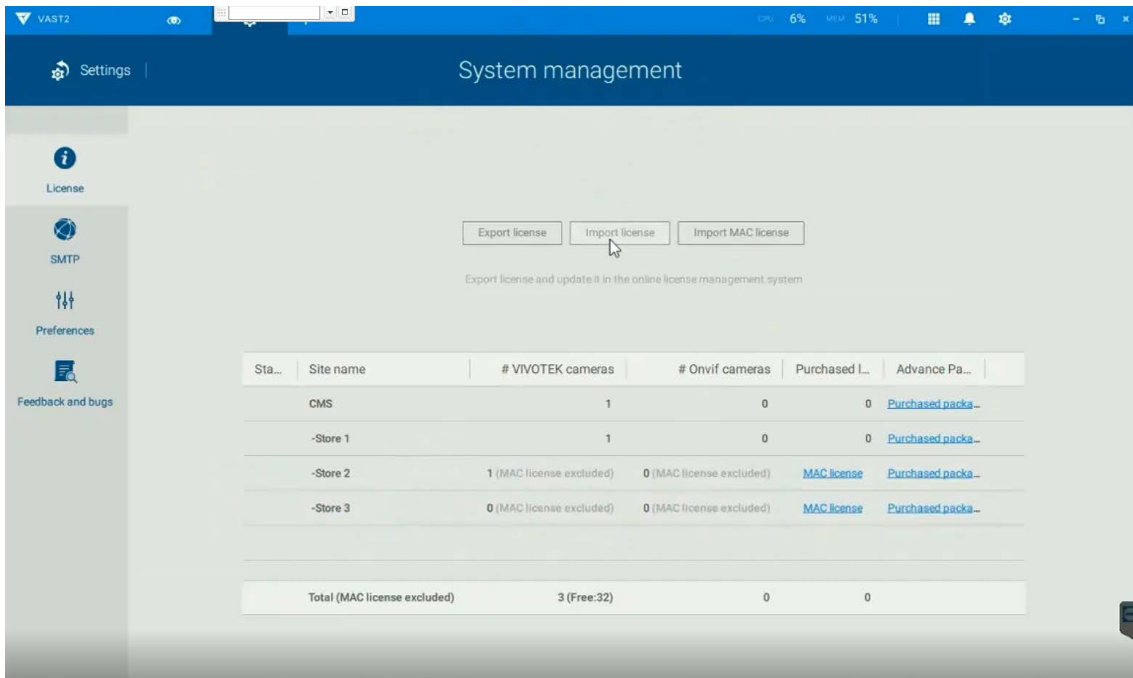 VAST2 CPU 6% MEM 51%
Settings System management
License
SMTP
Preferences
Feedback and bugs
Export license Import license Import MAC license
Export license and update it in the online license management system
Sta... Site name # VIVOTEK cameras # Onvif cameras Purchased l... Advance Pa...
CMS 1 0 0 Purchased packa...
-Store 1 1 0 0 Purchased packa...
-Store 2 1 (MAC license excluded) 0 (MAC license excluded) MAC license Purchased packa...
-Store 3 0 (MAC license excluded) 0 (MAC license excluded) MAC license Purchased packa...
Total (MAC license excluded) 3 (Free:32) 0 0